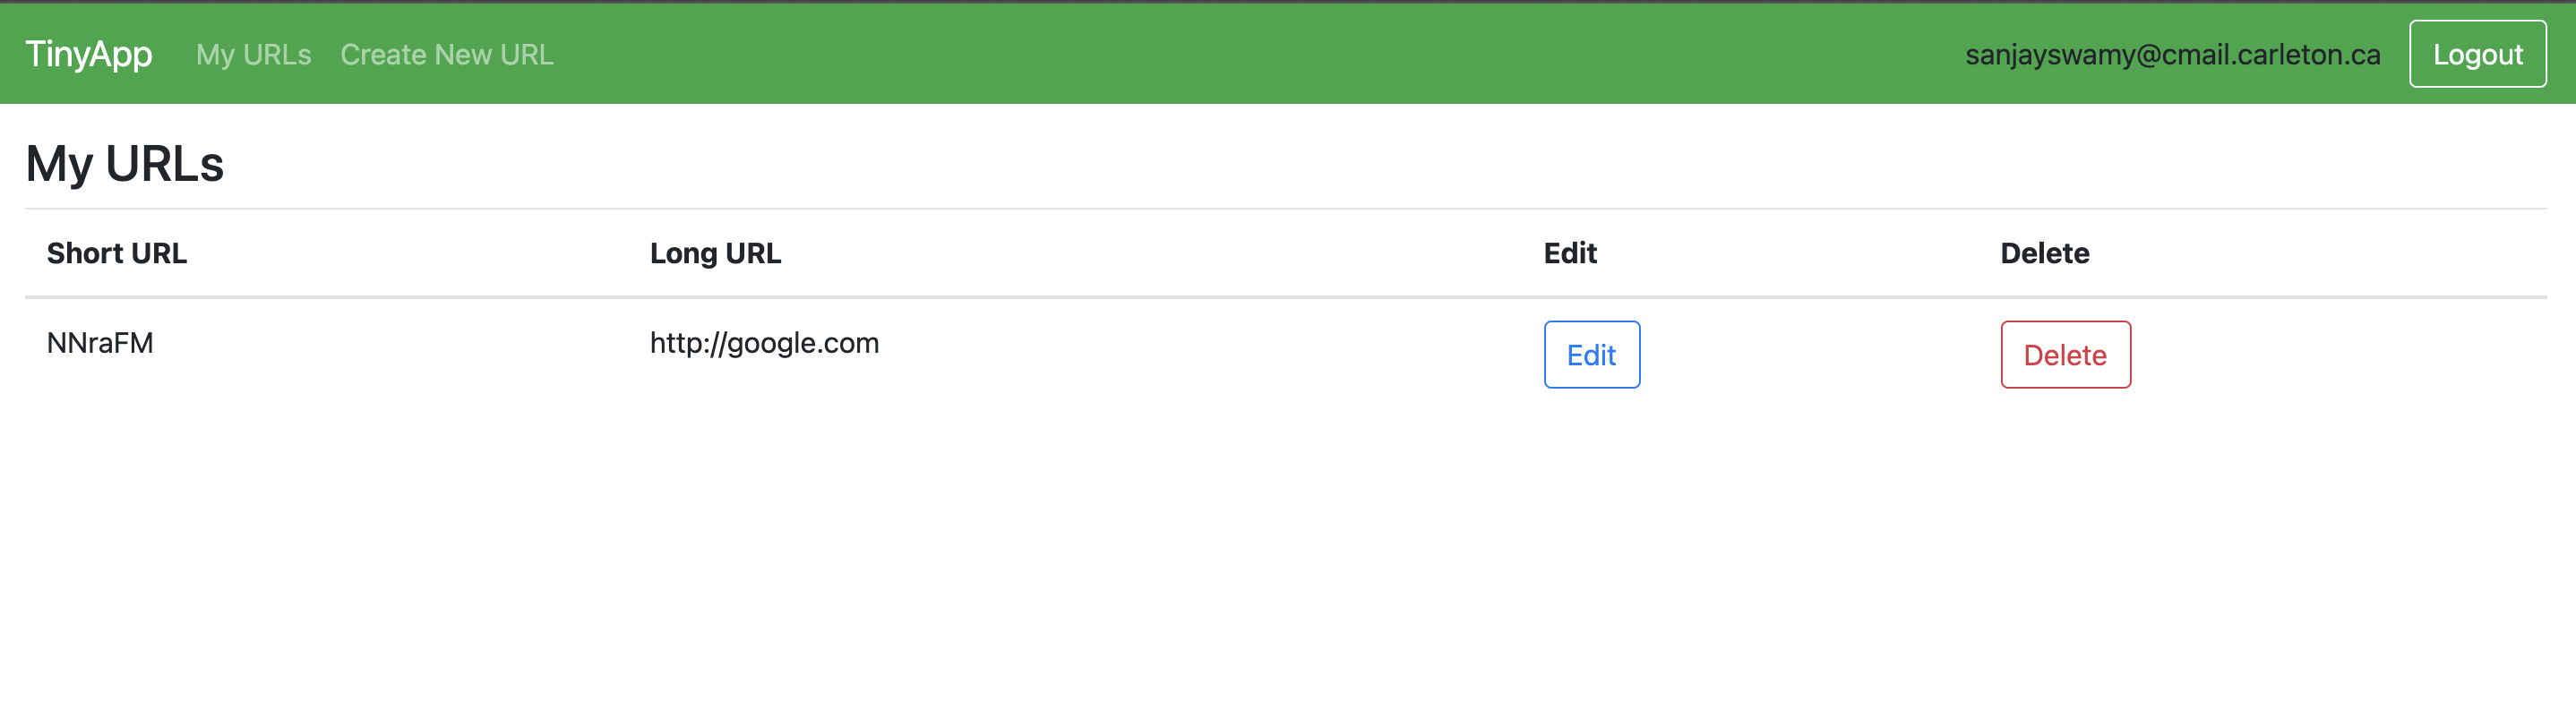 TinyApp My URLs Create New URL sanjayswamy@cmail.carleton.ca Logout
My URLs
Short URL Long URL Edit Delete
NNraFM http://google.com Edit Delete